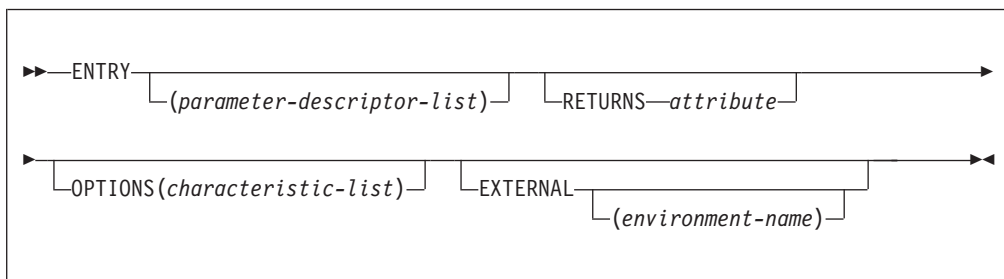 ENTRY
(parameter-descriptor-list) RETURNS attribute
OPTIONS(characteristic-list) EXTERNAL
(environment-name)